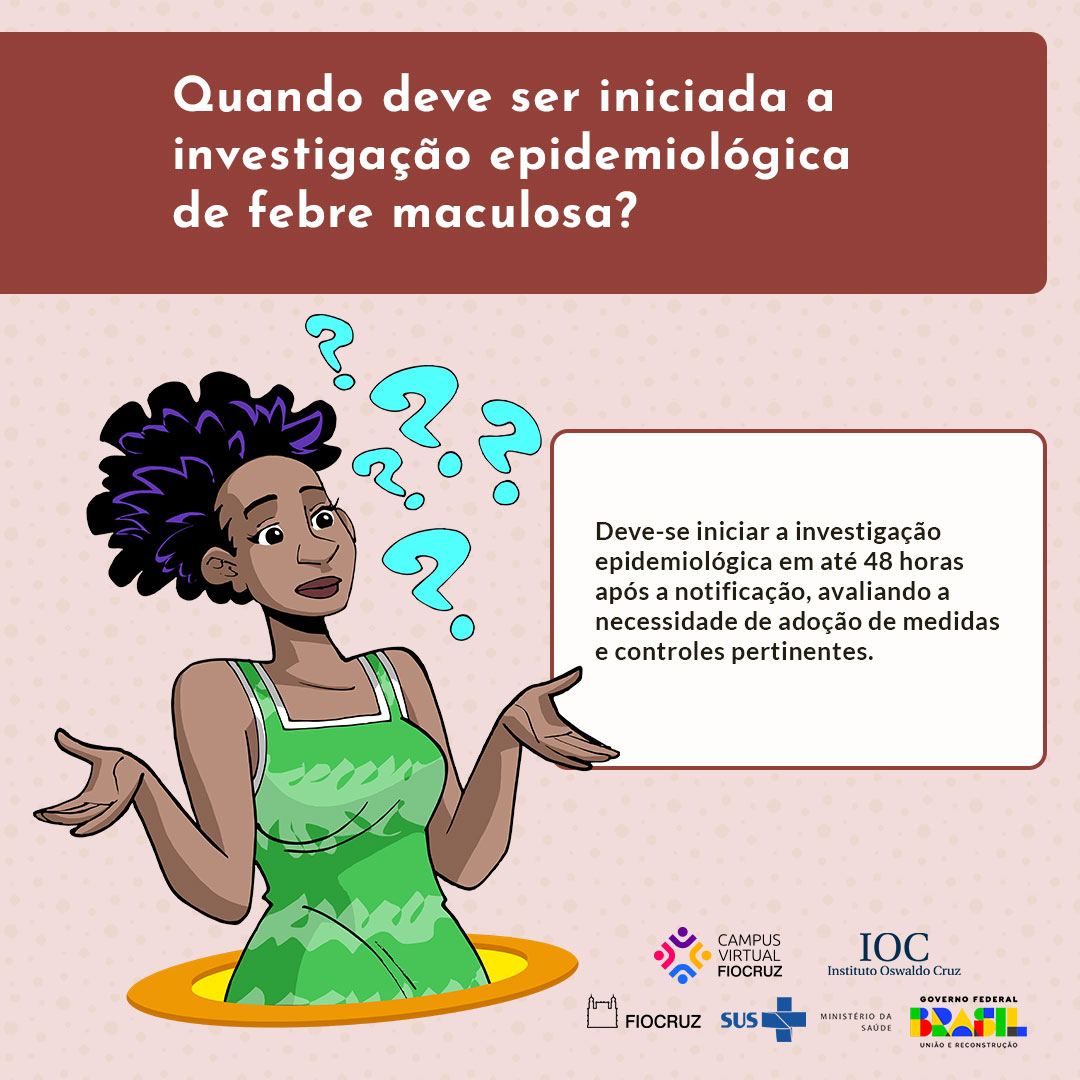 Quando deve ser iniciada a
investigação epidemiológica
de febre maculosa?
? ? ? ? ?
Deve-se iniciar a investigação
epidemiológica em até 48 horas
após a notificação, avaliando a
necessidade de adoção de medidas
e controles pertinentes.
CAMPUS
VIRTUAL
FIOCRUZ
IOC
Instituto Oswaldo Cruz
FIOCRUZ
SUS
MINISTÉRIO DA
SAÚDE
GOVERNO FEDERAL
BRASIL
UNIÃO E RECONSTRUÇÃO